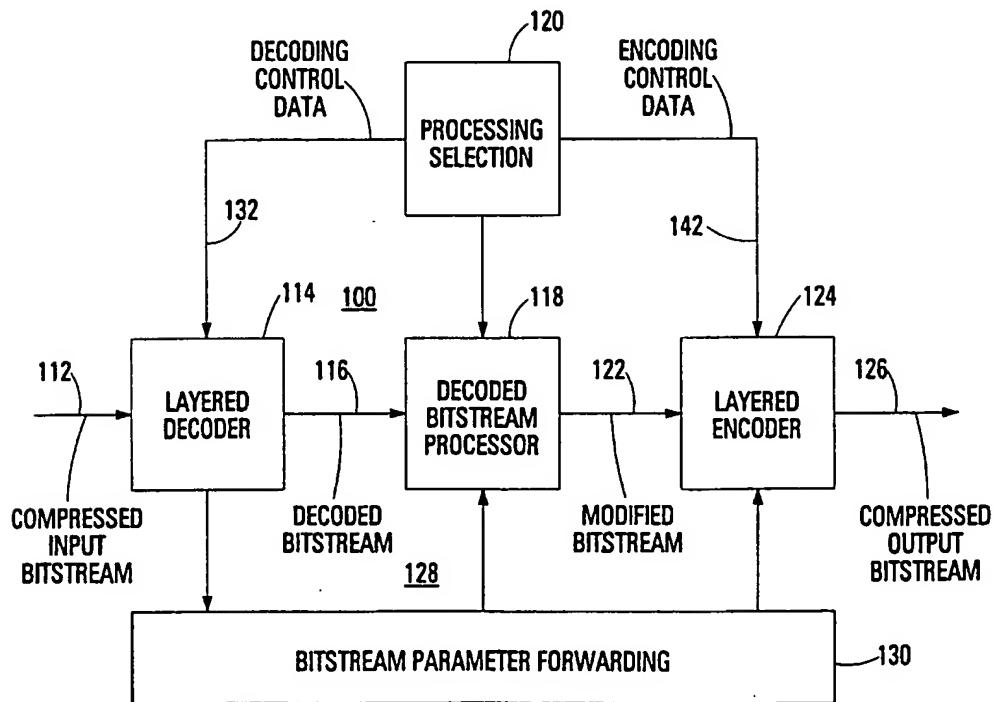 120
DECODING
CONTROL
DATA
ENCODING
CONTROL
DATA
PROCESSING
SELECTION
132
142
114
100
118
124
112
116
122
126
LAYERED
DECODER
DECODED
BITSTREAM
PROCESSOR
LAYERED
ENCODER
COMPRESSED
INPUT
BITSTREAM
DECODED
BITSTREAM
MODIFIED
BITSTREAM
COMPRESSED
OUTPUT
BITSTREAM
128
BITSTREAM PARAMETER FORWARDING
130